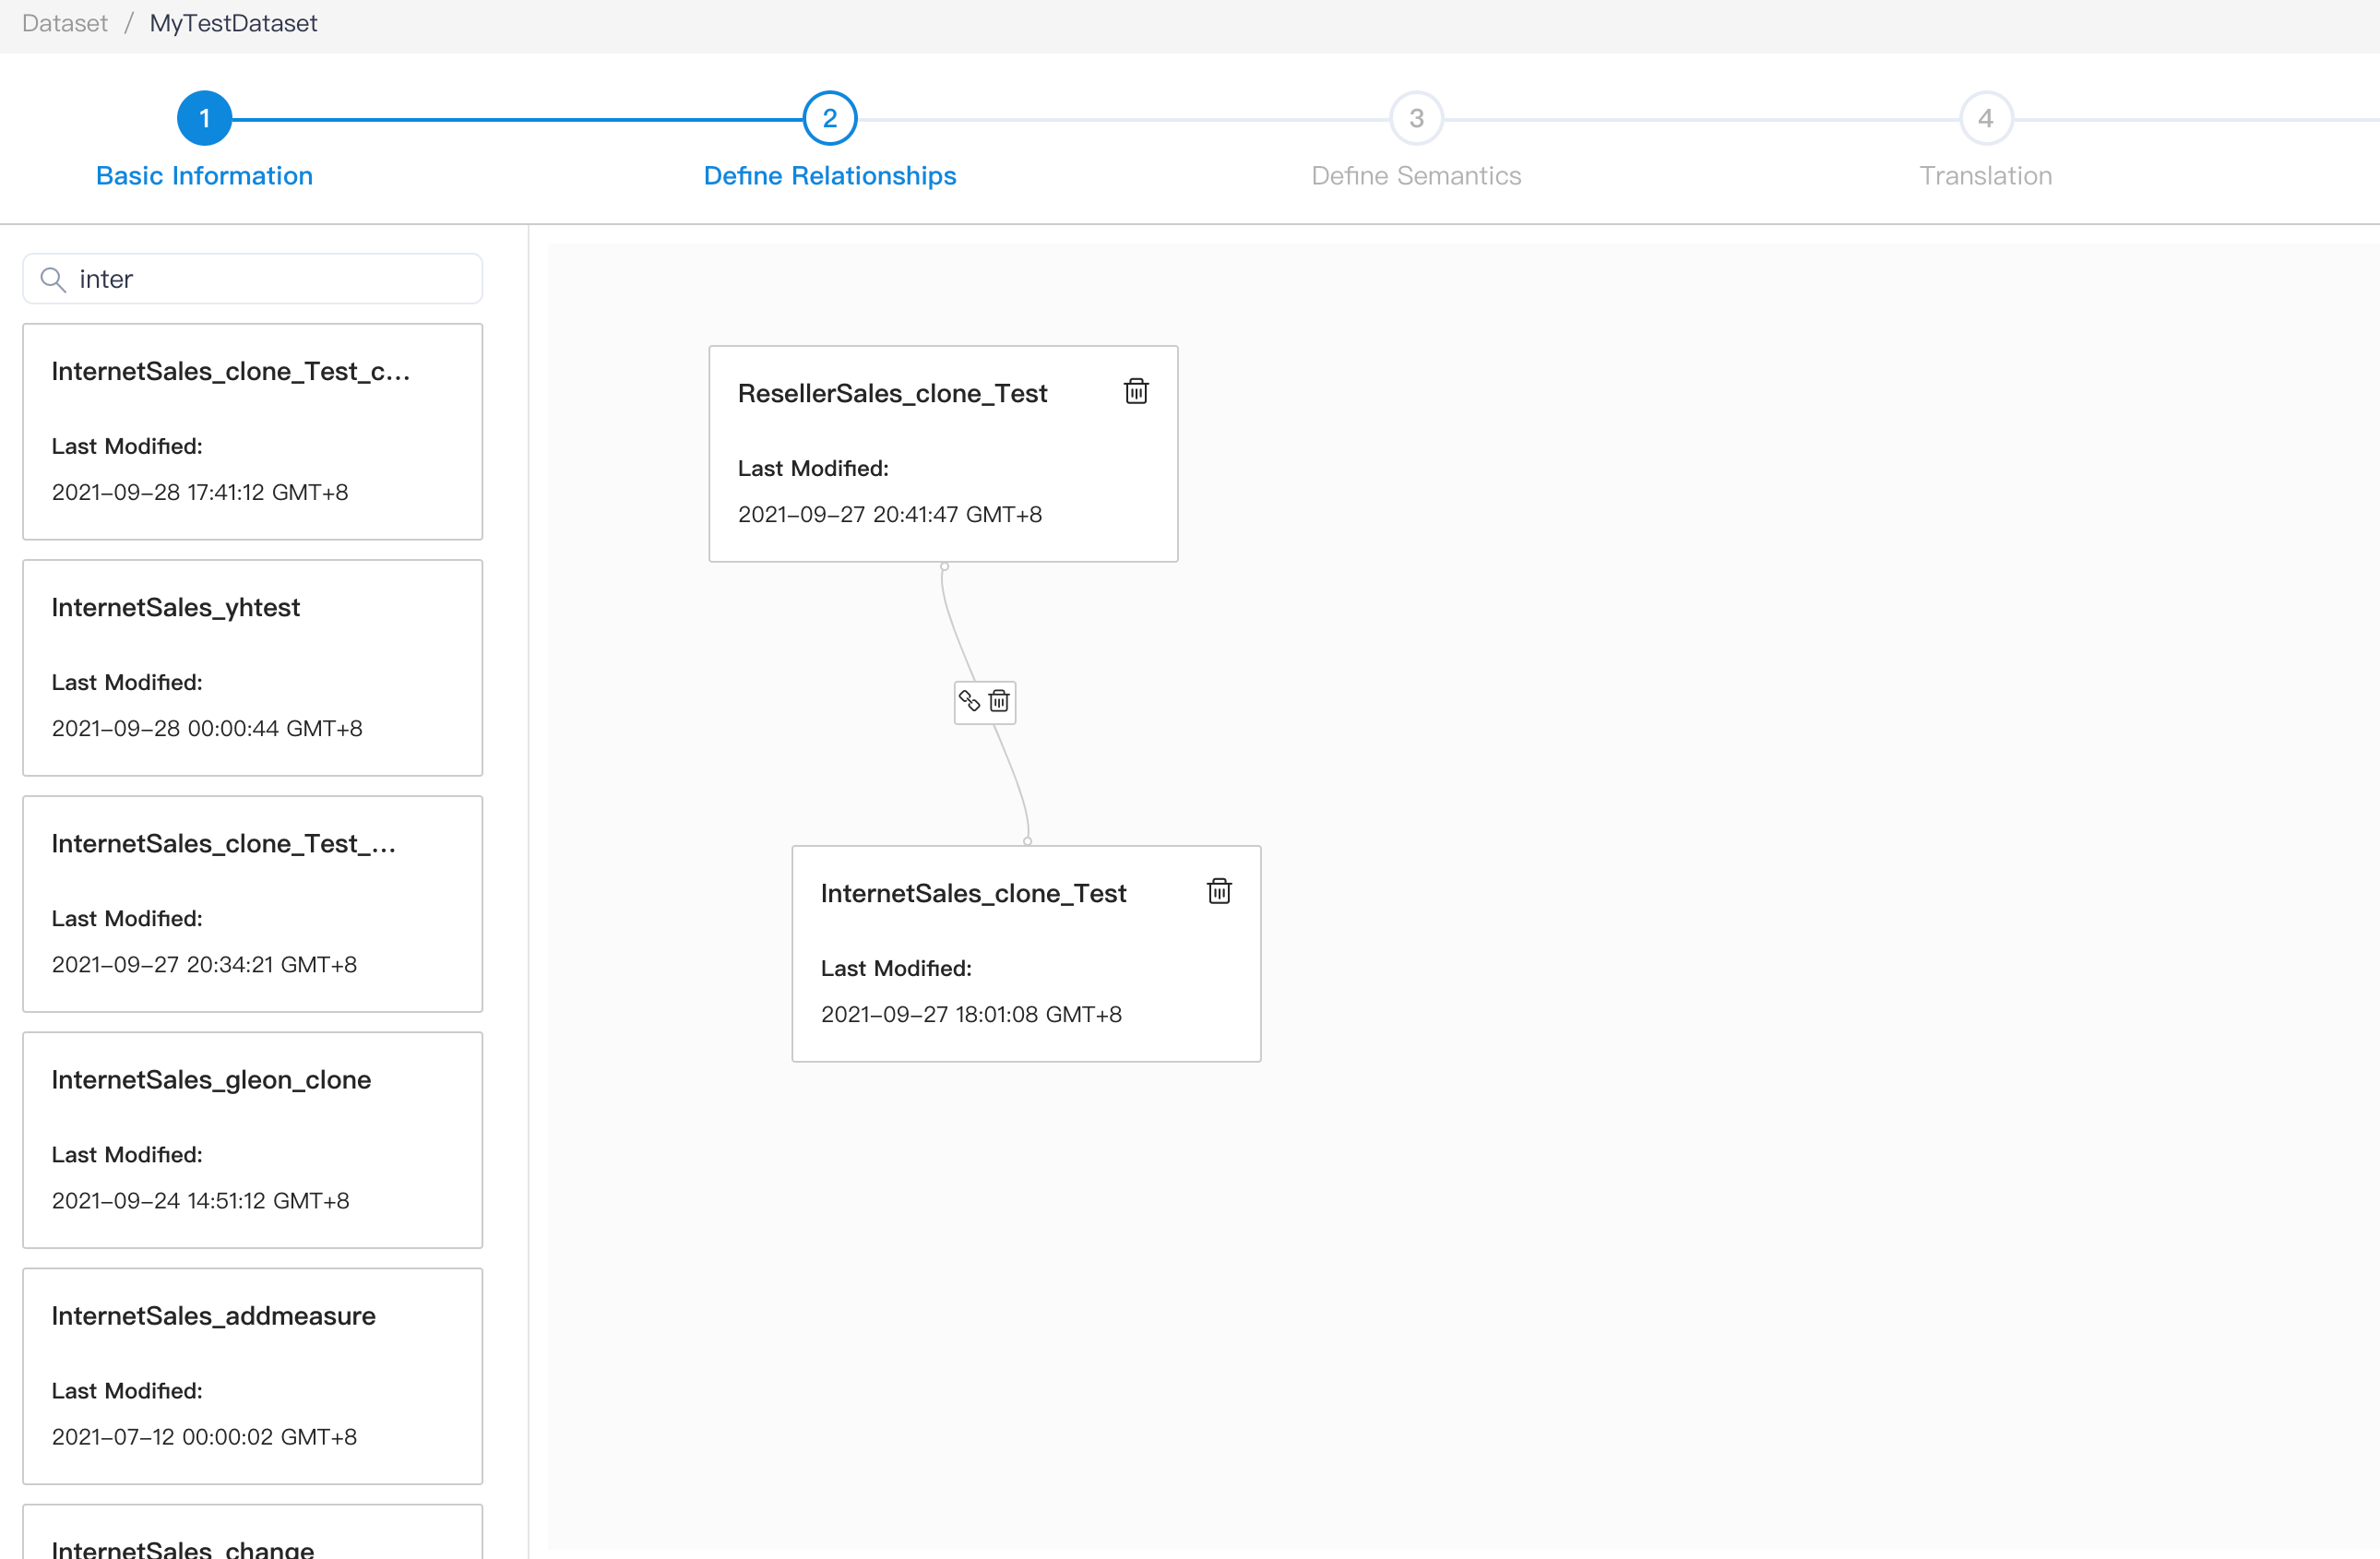 Dataset / MyTestDataset
1
2
3
4
Basic Information
Define Relationships
Define Semantics
Translation
inter
InternetSales_clone_Test_c...
Last Modified:
2021-09-28 17:41:12 GMT+8
InternetSales_yhtest
Last Modified:
2021-09-28 00:00:44 GMT+8
InternetSales_clone_Test_...
Last Modified:
2021-09-27 20:34:21 GMT+8
InternetSales_gleon_clone
Last Modified:
2021-09-24 14:51:12 GMT+8
InternetSales_addmeasure
Last Modified:
2021-07-12 00:00:02 GMT+8
InternetSales_change
ResellerSales_clone_Test
Last Modified:
2021-09-27 20:41:47 GMT+8
InternetSales_clone_Test
Last Modified:
2021-09-27 18:01:08 GMT+8